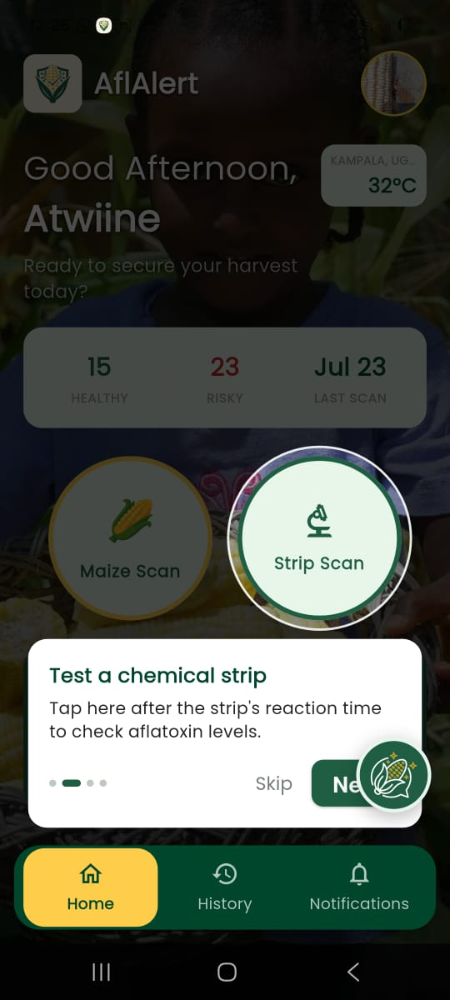 AflAlert
Good Afternoon,
Atwiine
KAMPALA, UG...
32°C
Ready to secure your harvest
today?
15
HEALTHY
23
RISKY
Jul 23
LAST SCAN
Maize Scan
Strip Scan
Test a chemical strip
Tap here after the strip's reaction time
to check aflatoxin levels.
Skip
Ne
Home
History
Notifications